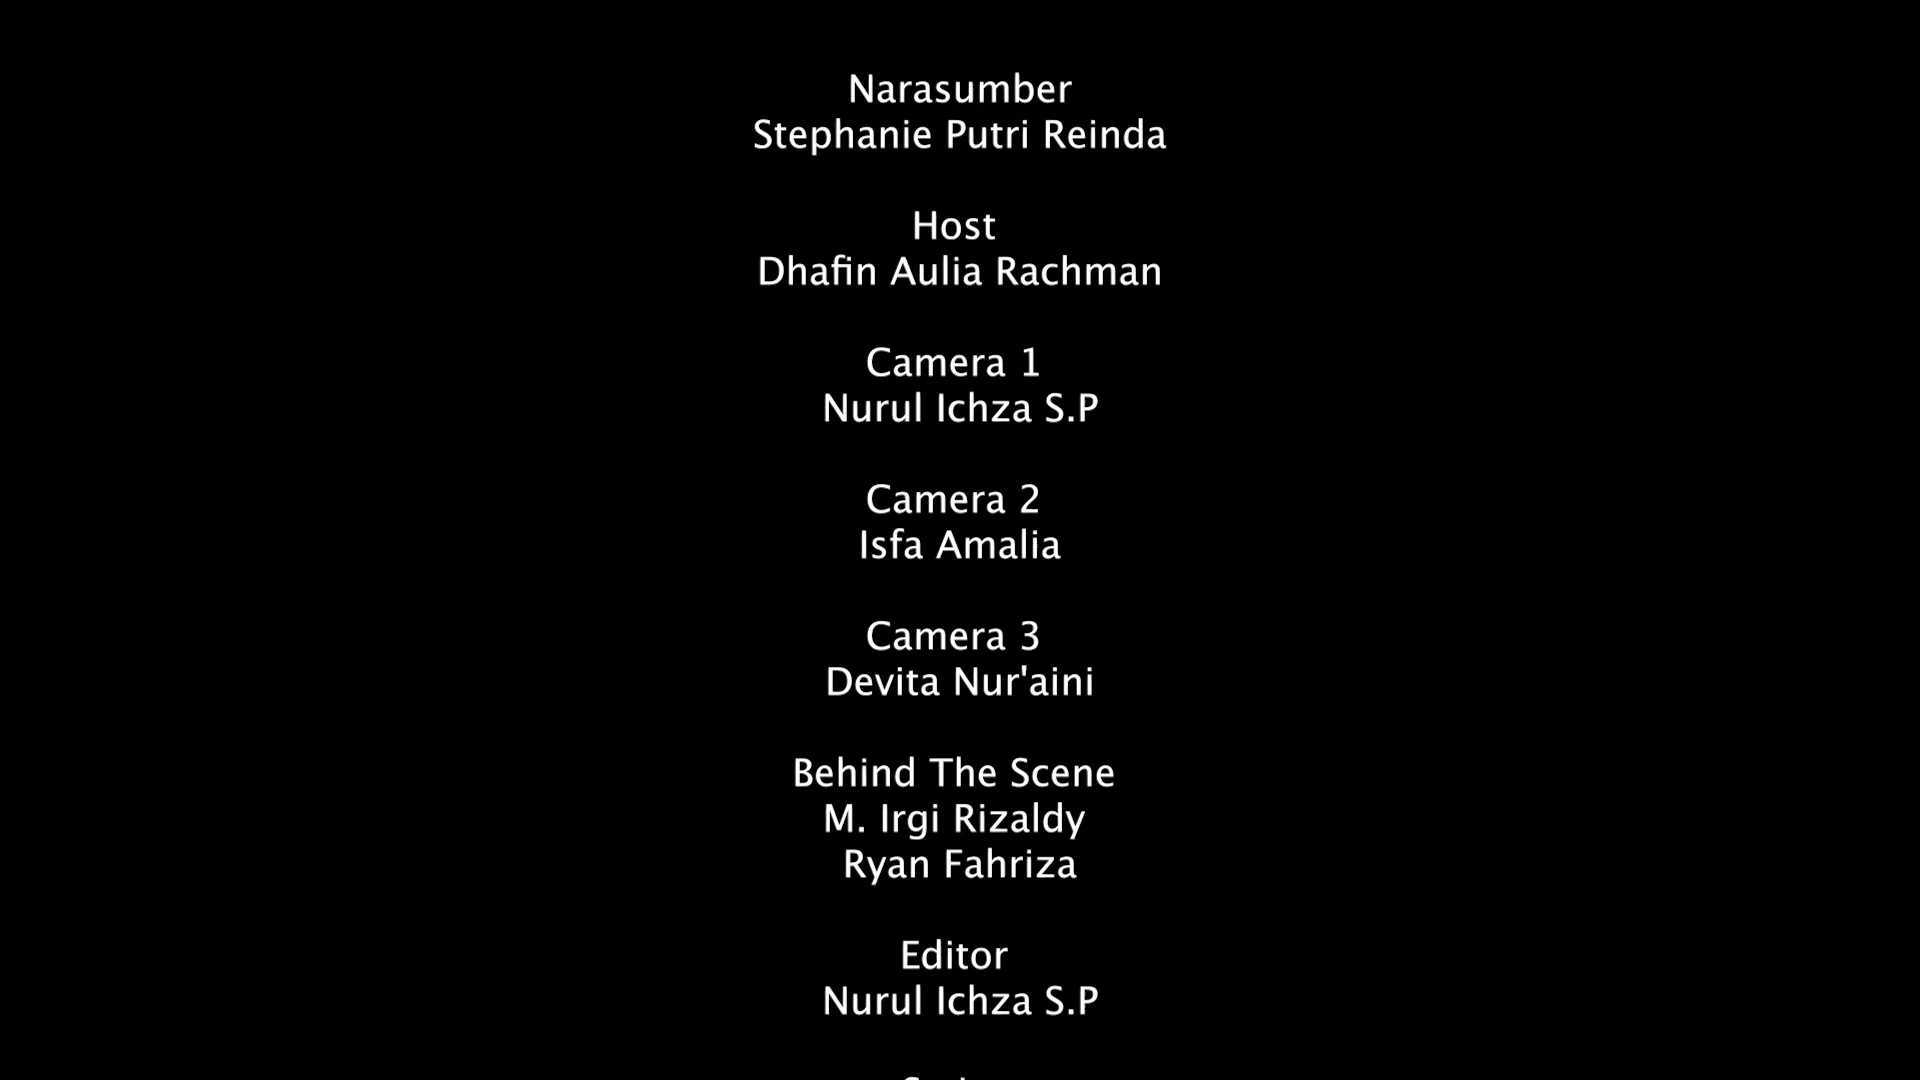 Narasumber
Stephanie Putri Reinda
Host
Dhafin Aulia Rachman
Camera 1
Nurul Ichza S.P
Camera 2
Isfa Amalia
Camera 3
Devita Nur'aini
Behind The Scene
M. Irgi Rizaldy
Ryan Fahriza
Editor
Nurul Ichza S.P